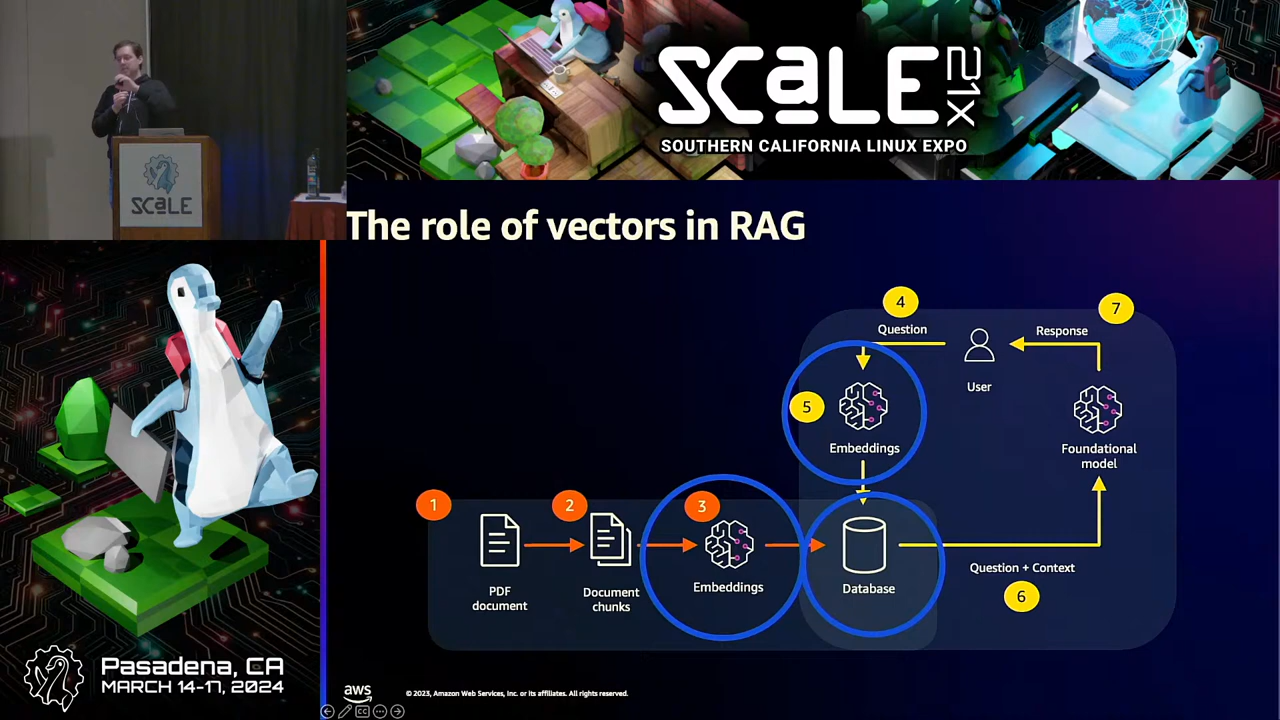 SCALE
21X
SOUTHERN CALIFORNIA LINUX EXPO
SCALE
The role of vectors in RAG
4
7
Question
Response
User
5
Embeddings
Foundational
model
1
2
3
PDF
document
Document
chunks
Embeddings
Database
Question + Context
6
Pasadena, CA
MARCH 14-17, 2024
aws
© 2023, Amazon Web Services, Inc. or its affiliates. All rights reserved.
CC